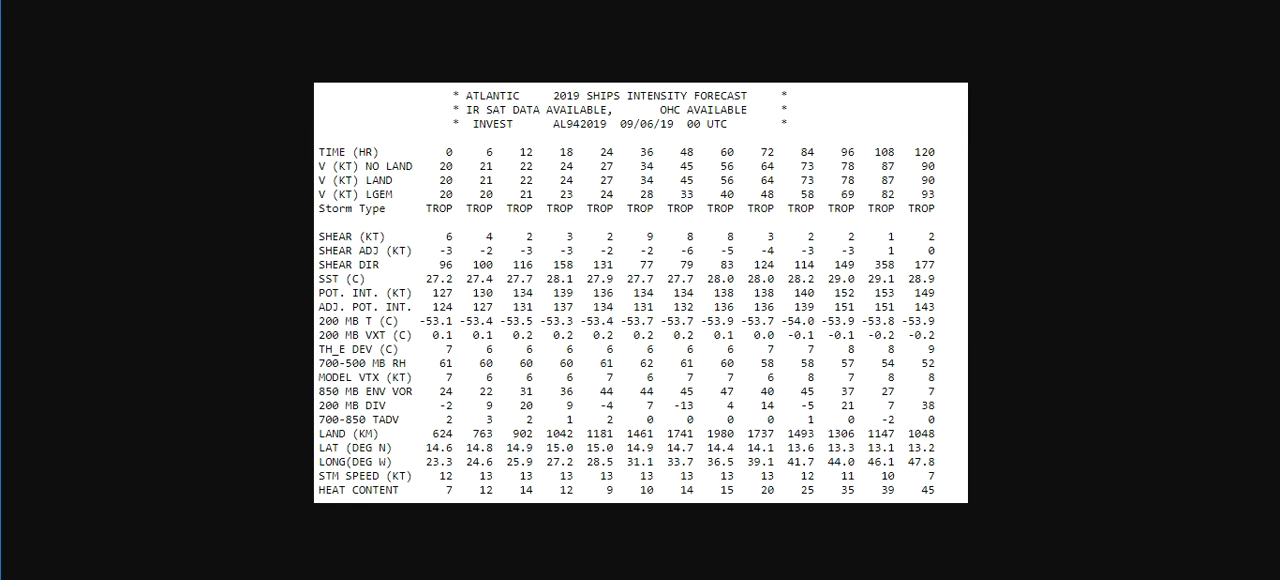 * ATLANTIC     2019 SHIPS INTENSITY FORECAST     *
* IR SAT DATA AVAILABLE,       OHC AVAILABLE     *
*  INVEST      AL942019  09/06/19  00 UTC        *
TIME (HR)          0     6    12    18    24    36    48    60    72    84    96   108   120
V (KT) NO LAND    20    21    22    24    27    34    45    56    64    73    78    87    90
V (KT) LAND       20    21    22    24    27    34    45    56    64    73    78    87    90
V (KT) LGEM       20    20    21    23    24    28    33    40    48    58    69    82    93
Storm Type      TROP  TROP  TROP  TROP  TROP  TROP  TROP  TROP  TROP  TROP  TROP  TROP  TROP
SHEAR (KT)         6     4     2     3     2     9     8     8     3     2     2     1     2
SHEAR ADJ (KT)    -3    -2    -3    -3    -2    -2    -6    -5    -4    -3    -3     1     0
SHEAR DIR         96   100   116   158   131    77    79    83   124   114   149   358   177
SST (C)         27.2  27.4  27.7  28.1  27.9  27.7  27.7  28.0  28.0  28.2  29.0  29.1  28.9
POT. INT. (KT)   127   130   134   139   136   134   134   138   138   140   152   153   149
ADJ. POT. INT.   124   127   131   137   134   131   132   136   136   139   151   151   143
200 MB T (C)   -53.1 -53.4 -53.5 -53.3 -53.4 -53.7 -53.7 -53.9 -53.7 -54.0 -53.9 -53.8 -53.9
200 MB VXT (C)   0.1   0.1   0.2   0.2   0.2   0.2   0.2   0.1   0.0  -0.1  -0.1  -0.2  -0.2
TH_E DEV (C)       7     6     6     6     6     6     6     6     7     7     8     8     9
700-500 MB RH     61    60    60    60    61    62    61    60    58    58    57    54    52
MODEL VTX (KT)     7     6     6     6     7     6     7     7     6     8     7     8     8
850 MB ENV VOR    24    22    31    36    44    44    45    47    40    45    37    27     7
200 MB DIV        -2     9    20     9    -4     7   -13     4    14    -5    21     7    38
700-850 TADV       2     3     2     1     2     0     0     0     0     1     0    -2     0
LAND (KM)        624   763   902  1042  1181  1461  1741  1980  1737  1493  1306  1147  1048
LAT (DEG N)     14.6  14.8  14.9  15.0  15.0  14.9  14.7  14.4  14.1  13.6  13.3  13.1  13.2
LONG(DEG W)     23.3  24.6  25.9  27.2  28.5  31.1  33.7  36.5  39.1  41.7  44.0  46.1  47.8
STM SPEED (KT)    12    13    13    13    13    13    13    13    13    12    11    10     7
HEAT CONTENT       7    12    14    12     9    10    14    15    20    25    35    39    45